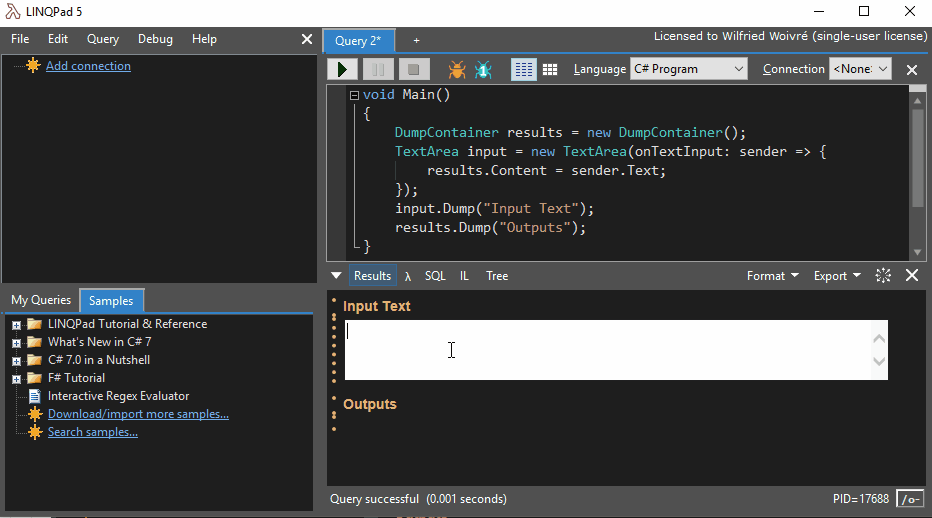 LINQPad 5
File Edit Query Debug Help
Add connection
My Queries Samples
LINQPad Tutorial & Reference
What's New in C# 7
C# 7.0 in a Nutshell
F# Tutorial
Interactive Regex Evaluator
Download/import more samples...
Search samples...
Query 2* +
Licensed to Wilfried Woivré (single-user license)
Language C# Program Connection <None>
void Main()
{
DumpContainer results = new DumpContainer();
TextArea input = new TextArea(onTextInput: sender => {
results.Content = sender.Text;
});
input.Dump("Input Text");
results.Dump("Outputs");
}
Results λ SQL IL Tree Format Export
Input Text
Outputs
Query successful (0.001 seconds) PID=17688 /o-